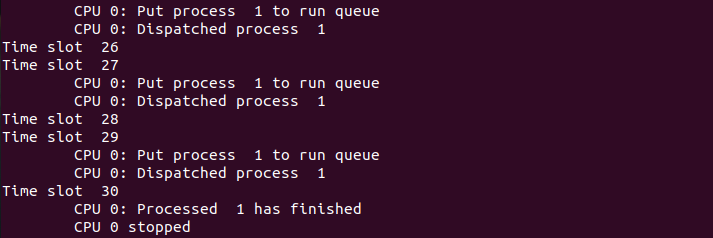 CPU 0: Put process  1 to run queue
CPU 0: Dispatched process  1
Time slot  26
Time slot  27
CPU 0: Put process  1 to run queue
CPU 0: Dispatched process  1
Time slot  28
Time slot  29
CPU 0: Put process  1 to run queue
CPU 0: Dispatched process  1
Time slot  30
CPU 0: Processed  1 has finished
CPU 0 stopped